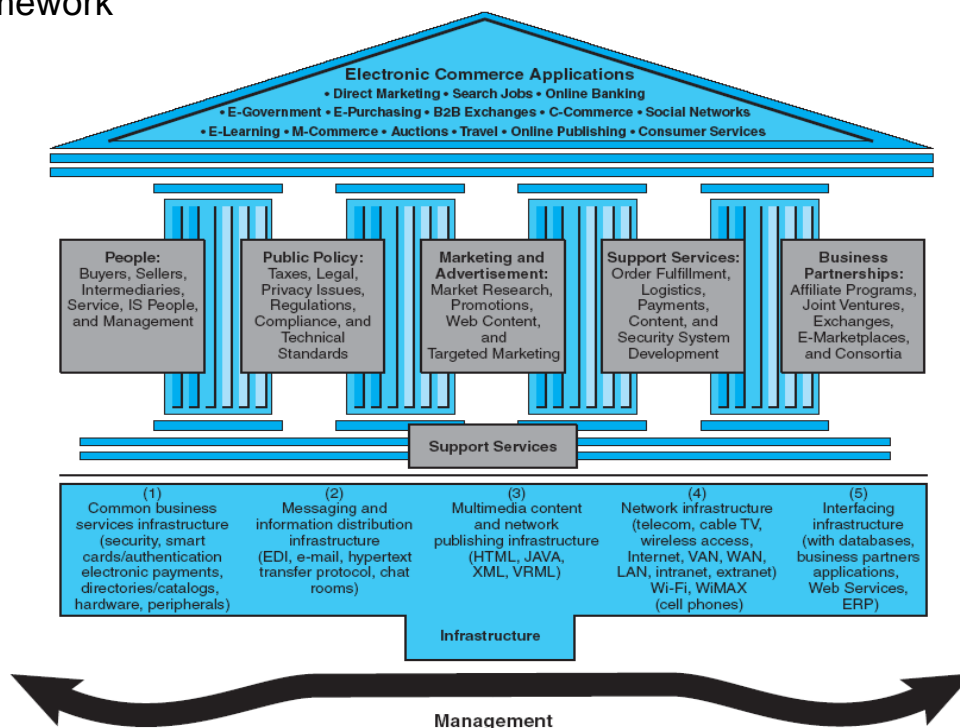 Electronic Commerce Applications
• Direct Marketing • Search Jobs • Online Banking
• E-Government • E-Purchasing • B2B Exchanges • C-Commerce • Social Networks
• E-Learning • M-Commerce • Auctions • Travel • Online Publishing • Consumer Services
People:
Buyers, Sellers,
Intermediaries,
Service, IS People,
and Management
Public Policy:
Taxes, Legal,
Privacy Issues,
Regulations,
Compliance, and
Technical
Standards
Marketing and
Advertisement:
Market Research,
Promotions,
Web Content,
and
Targeted Marketing
Support Services:
Order Fulfillment,
Logistics,
Payments,
Content, and
Security System
Development
Business
Partnerships:
Affiliate Programs,
Joint Ventures,
Exchanges,
E-Marketplaces,
and Consortia
Support Services
(1)
Common business
services infrastructure
(security, smart
cards/authentication
electronic payments,
directories/catalogs,
hardware, peripherals)
(2)
Messaging and
information distribution
infrastructure
(EDI, e-mail, hypertext
transfer protocol, chat
rooms)
(3)
Multimedia content
and network
publishing infrastructure
(HTML, JAVA,
XML, VRML)
(4)
Network infrastructure
(telecom, cable TV,
wireless access,
Internet, VAN, WAN,
LAN, intranet, extranet)
Wi-Fi, WiMAX
(cell phones)
(5)
Interfacing
infrastructure
(with databases,
business partners
applications,
Web Services,
ERP)
Infrastructure
Management